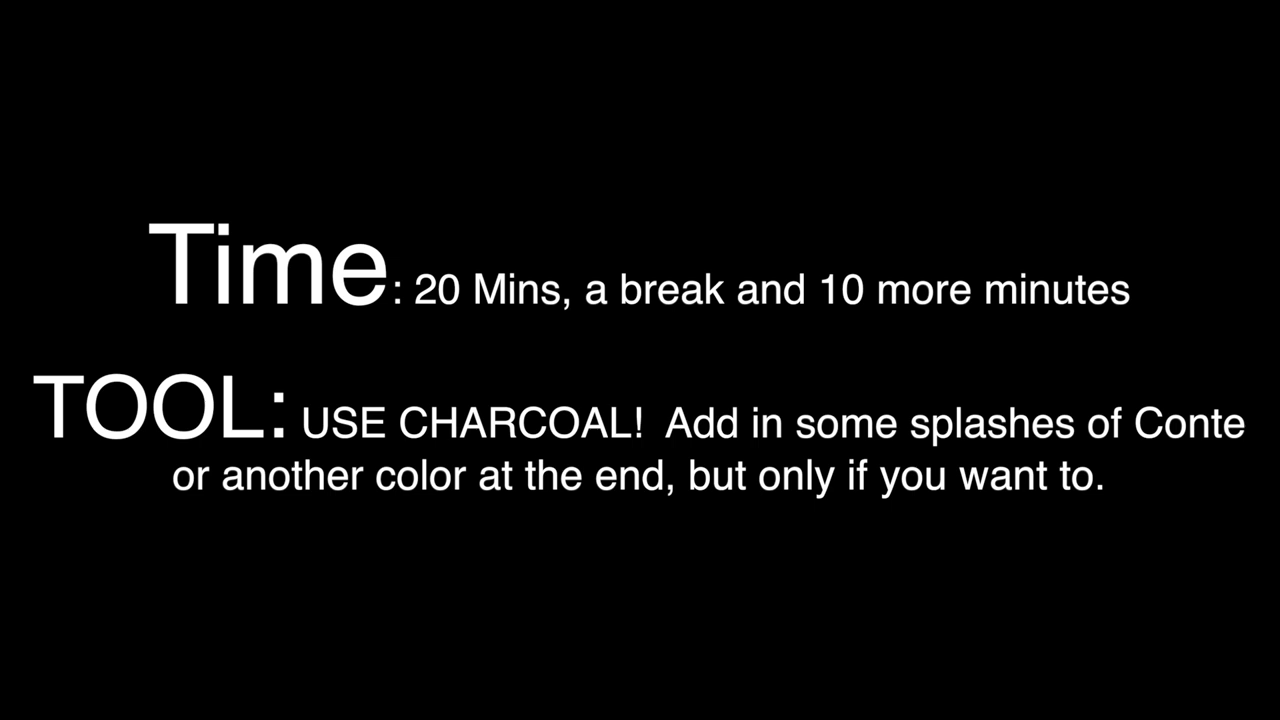 Time: 20 Mins, a break and 10 more minutes
TOOL: USE CHARCOAL!  Add in some splashes of Conte
or another color at the end, but only if you want to.